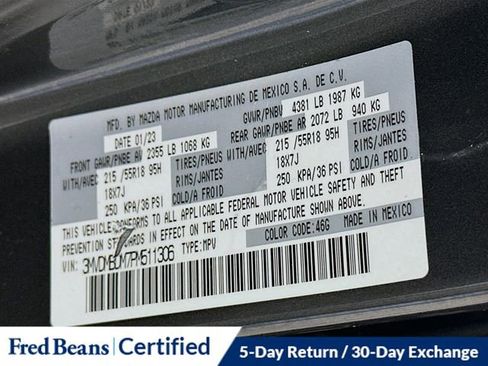 MFD. BY MAZDA MOTOR MANUFACTURING DE MEXICO S.A. DE C.V.
DATE 01/23 GVWR/PNBV 4381 LB 1987 KG
FRONT GAWR/PNBE AV 2355 LB 1068 KG REAR GAWR/PNBE AR 2072 LB 940 KG
WITH/AVEC 215 /55R18 95H TIRES/PNEUS WITH/AVEC 215 /55R18 95H TIRES/PNEUS
18X7J RIMS/JANTES 18X7J RIMS/JANTES
250 KPA/36 PSI COLD/A FROID 250 KPA/36 PSI COLD/A FROID
THIS VEHICLE CONFORMS TO ALL APPLICABLE FEDERAL MOTOR VEHICLE SAFETY AND THEFT
PREVENTION STANDARDS IN EFFECT ON THE DATE OF MANUFACTURE SHOWN ABOVE.
VIN: TYPE: MPV COLOR CODE: 46G MADE IN MEXICO
Fred Beans Certified
5-Day Return / 30-Day Exchange